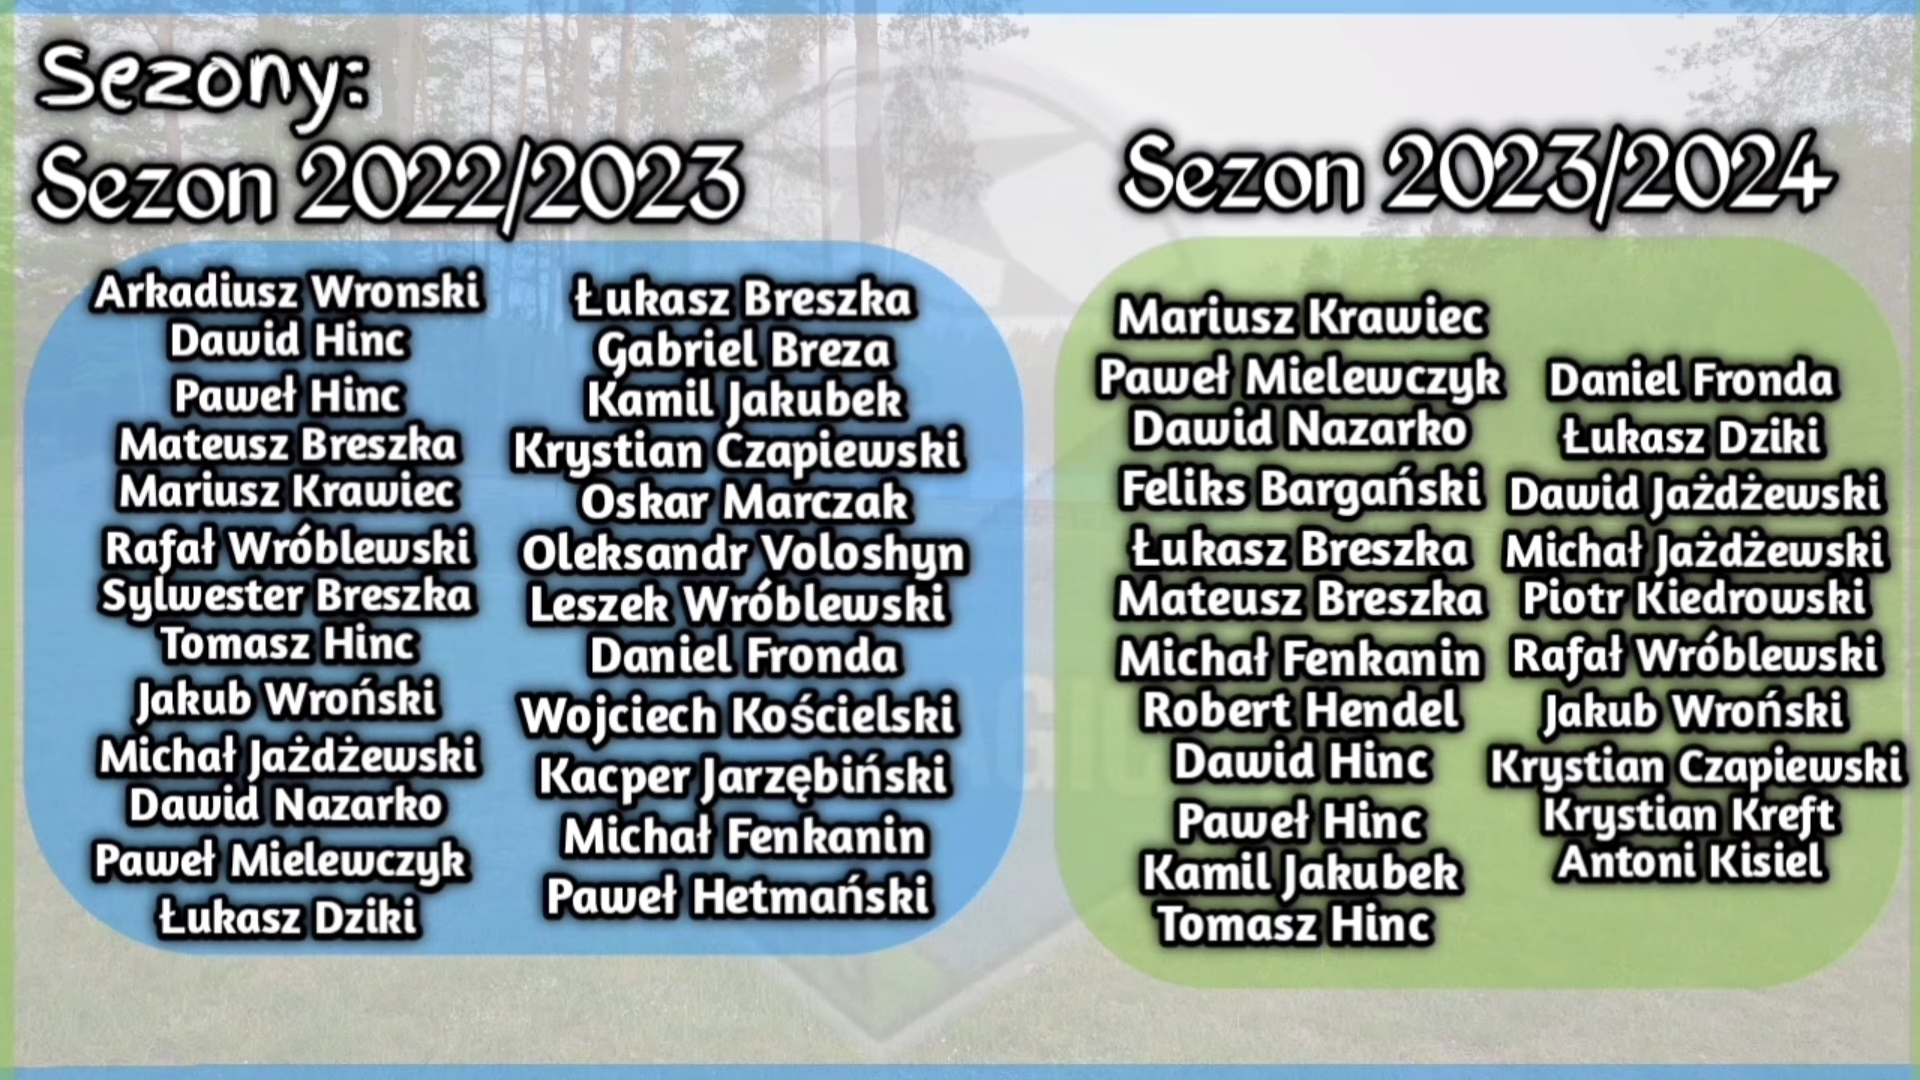 Sezony:
Sezon 2022/2023
Arkadiusz Wronski
Dawid Hinc
Paweł Hinc
Mateusz Breszka
Mariusz Krawiec
Rafał Wróblewski
Sylwester Breszka
Tomasz Hinc
Jakub Wroński
Michał Jażdżewski
Dawid Nazarko
Paweł Mielewczyk
Łukasz Dziki
Łukasz Breszka
Gabriel Breza
Kamil Jakubek
Krystian Czapiewski
Oskar Marczak
Oleksandr Voloshyn
Leszek Wróblewski
Daniel Fronda
Wojciech Kościelski
Kacper Jarzębiński
Michał Fenkanin
Paweł Hetmański
Sezon 2023/2024
Mariusz Krawiec
Paweł Mielewczyk
Dawid Nazarko
Feliks Bargański
Łukasz Breszka
Mateusz Breszka
Michał Fenkanin
Robert Hendel
Dawid Hinc
Paweł Hinc
Kamil Jakubek
Tomasz Hinc
Daniel Fronda
Łukasz Dziki
Dawid Jażdżewski
Michał Jażdżewski
Piotr Kiedrowski
Rafał Wróblewski
Jakub Wroński
Krystian Czapiewski
Krystian Kreft
Antoni Kisiel